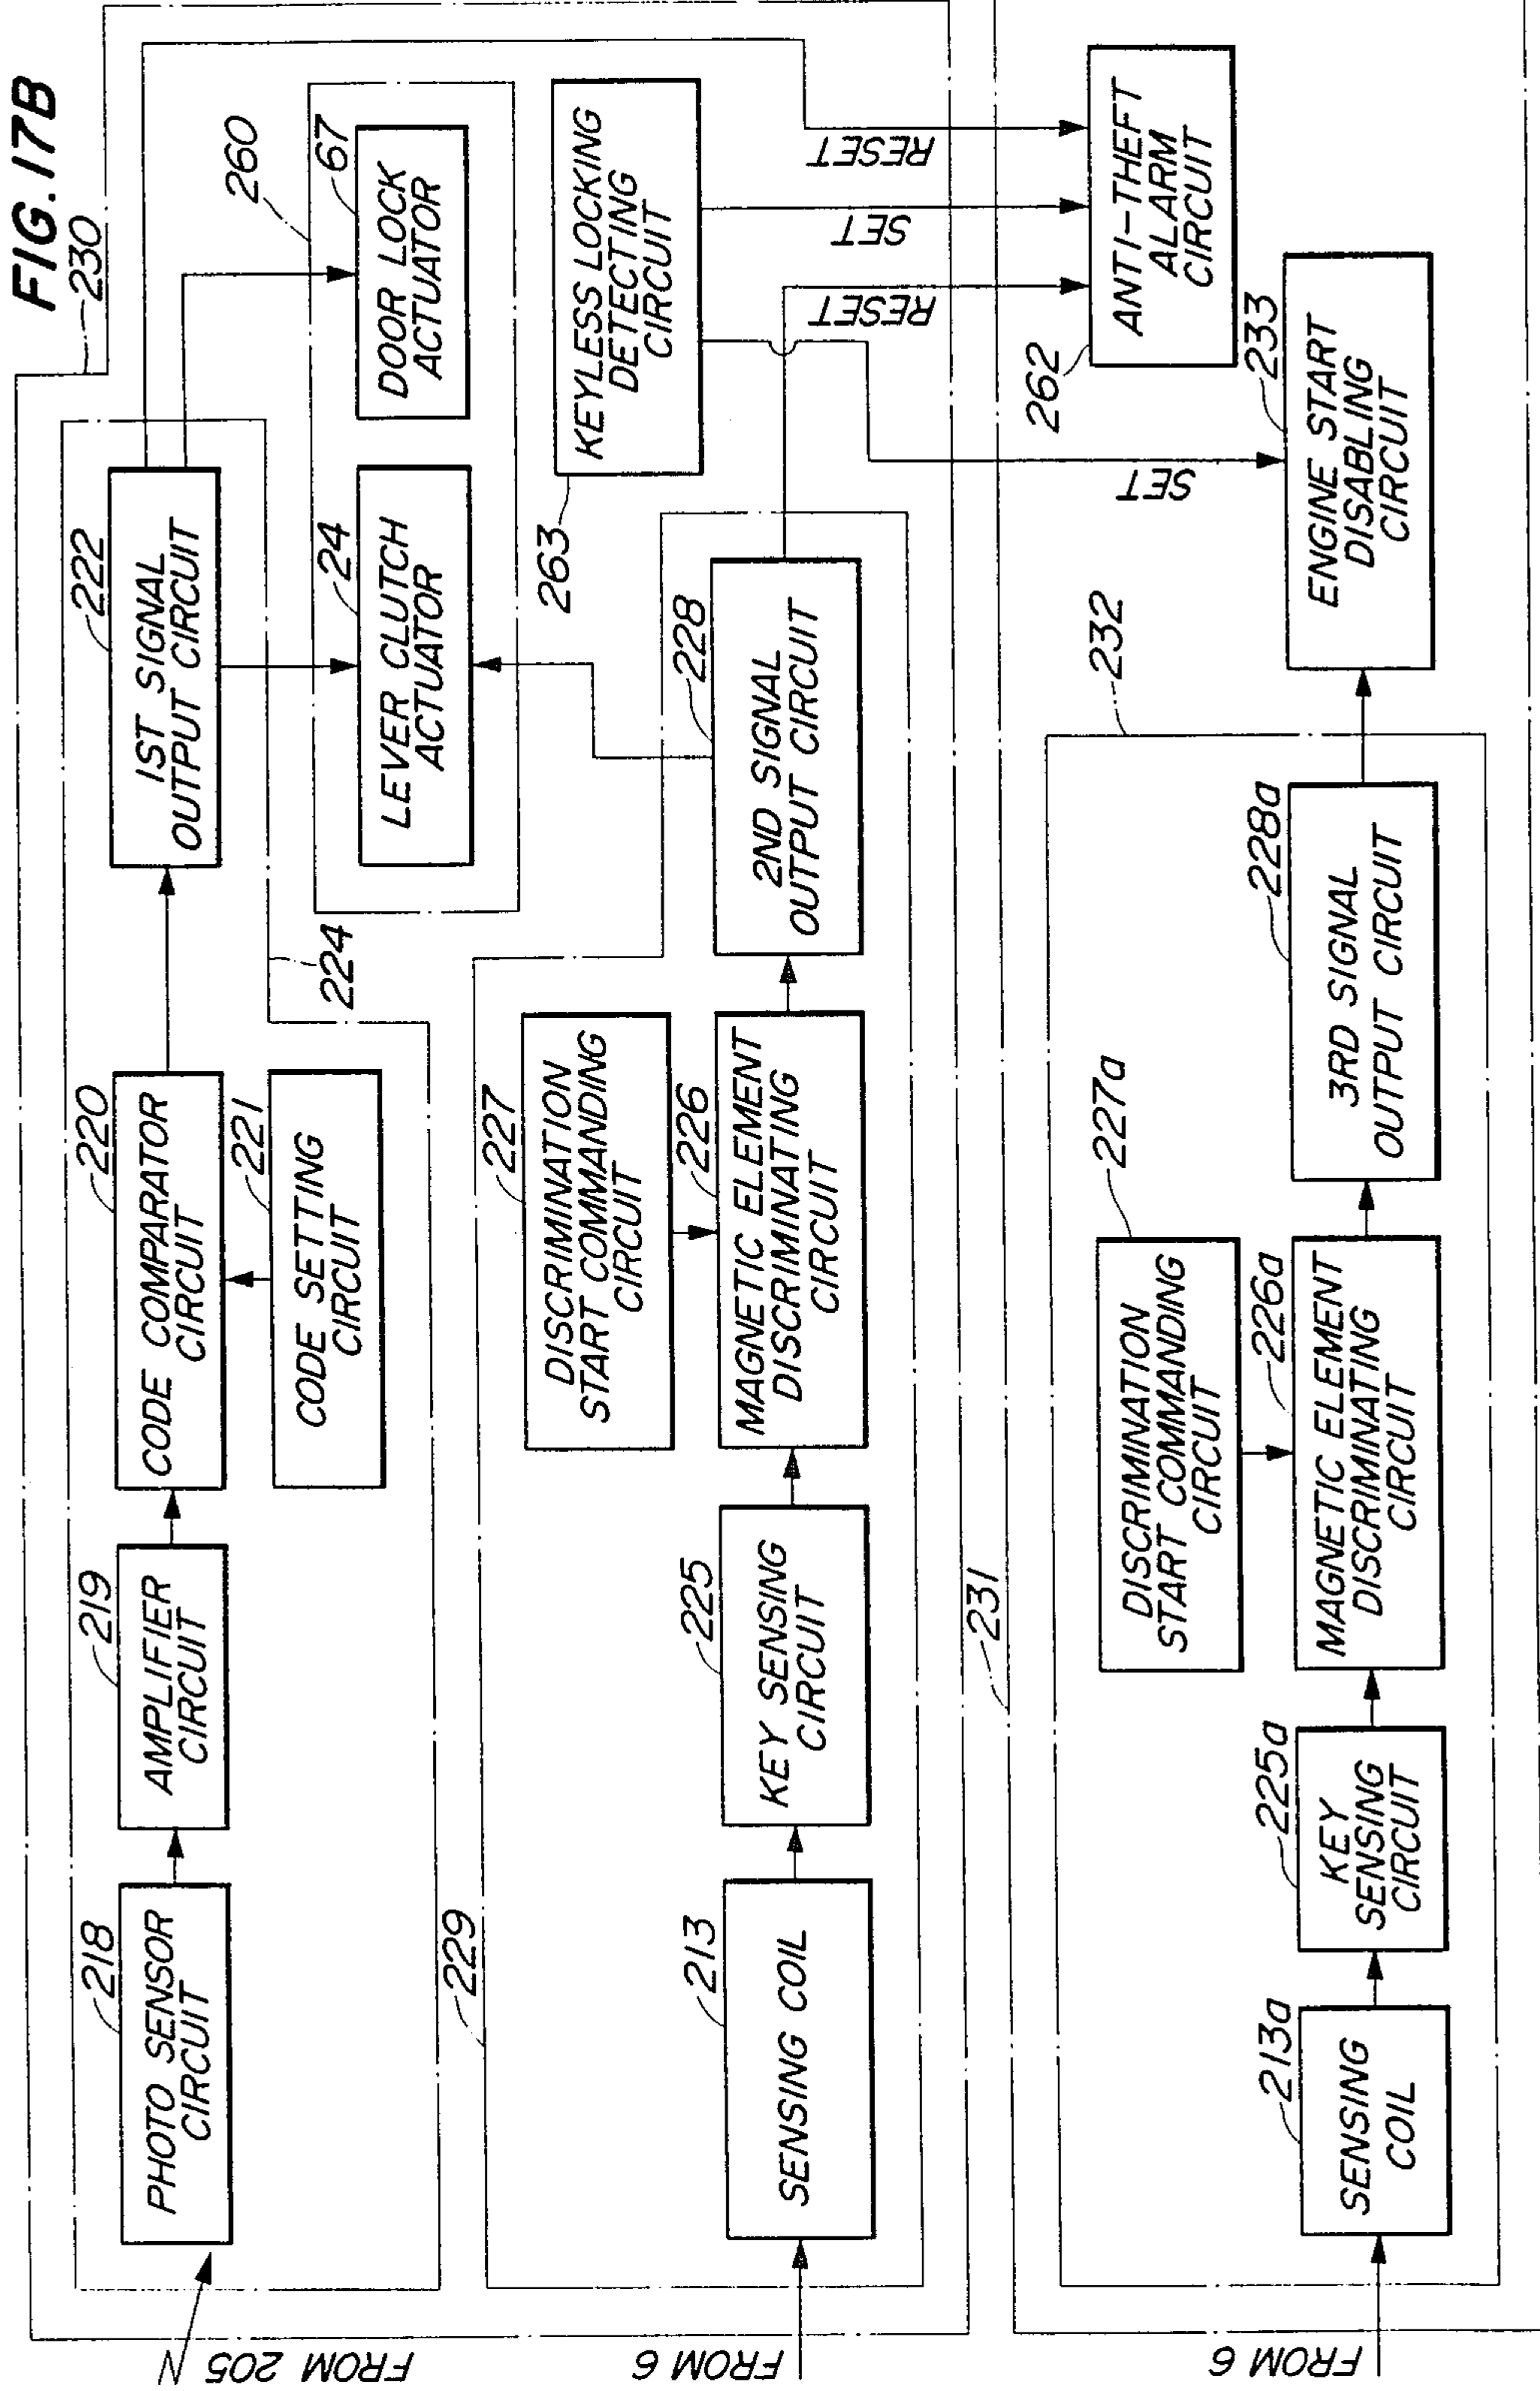 FIG.17B
230
222
1ST SIGNAL
OUTPUT CIRCUIT
260
67
DOOR LOCK
ACTUATOR
24
LEVER CLUTCH
ACTUATOR
224
220
CODE COMPARATOR
CIRCUIT
221
CODE SETTING
CIRCUIT
219
AMPLIFIER
CIRCUIT
218
PHOTO SENSOR
CIRCUIT
N
FROM 205
KEYLESS LOCKING
DETECTING
CIRCUIT
263
228
2ND SIGNAL
OUTPUT CIRCUIT
227
DISCRIMINATION
START COMMANDING
CIRCUIT
226
MAGNETIC ELEMENT
DISCRIMINATING
CIRCUIT
225
KEY SENSING
CIRCUIT
229
213
SENSING COIL
FROM 6
RESET
SET
RESET
SET
ANTI-THEFT
ALARM
CIRCUIT
262
233
ENGINE START
DISABLING
CIRCUIT
232
228a
3RD SIGNAL
OUTPUT CIRCUIT
227a
DISCRIMINATION
START COMMANDING
CIRCUIT
226a
MAGNETIC ELEMENT
DISCRIMINATING
CIRCUIT
231
225a
KEY
SENSING
CIRCUIT
213a
SENSING
COIL
FROM 6